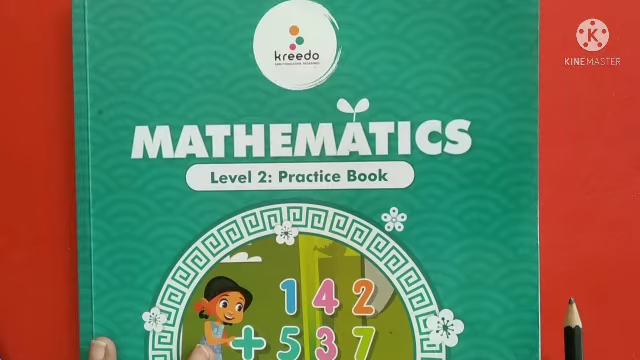 kreedo
K
KINEMASTER
MATHEMATICS
Level 2: Practice Book
142
+537